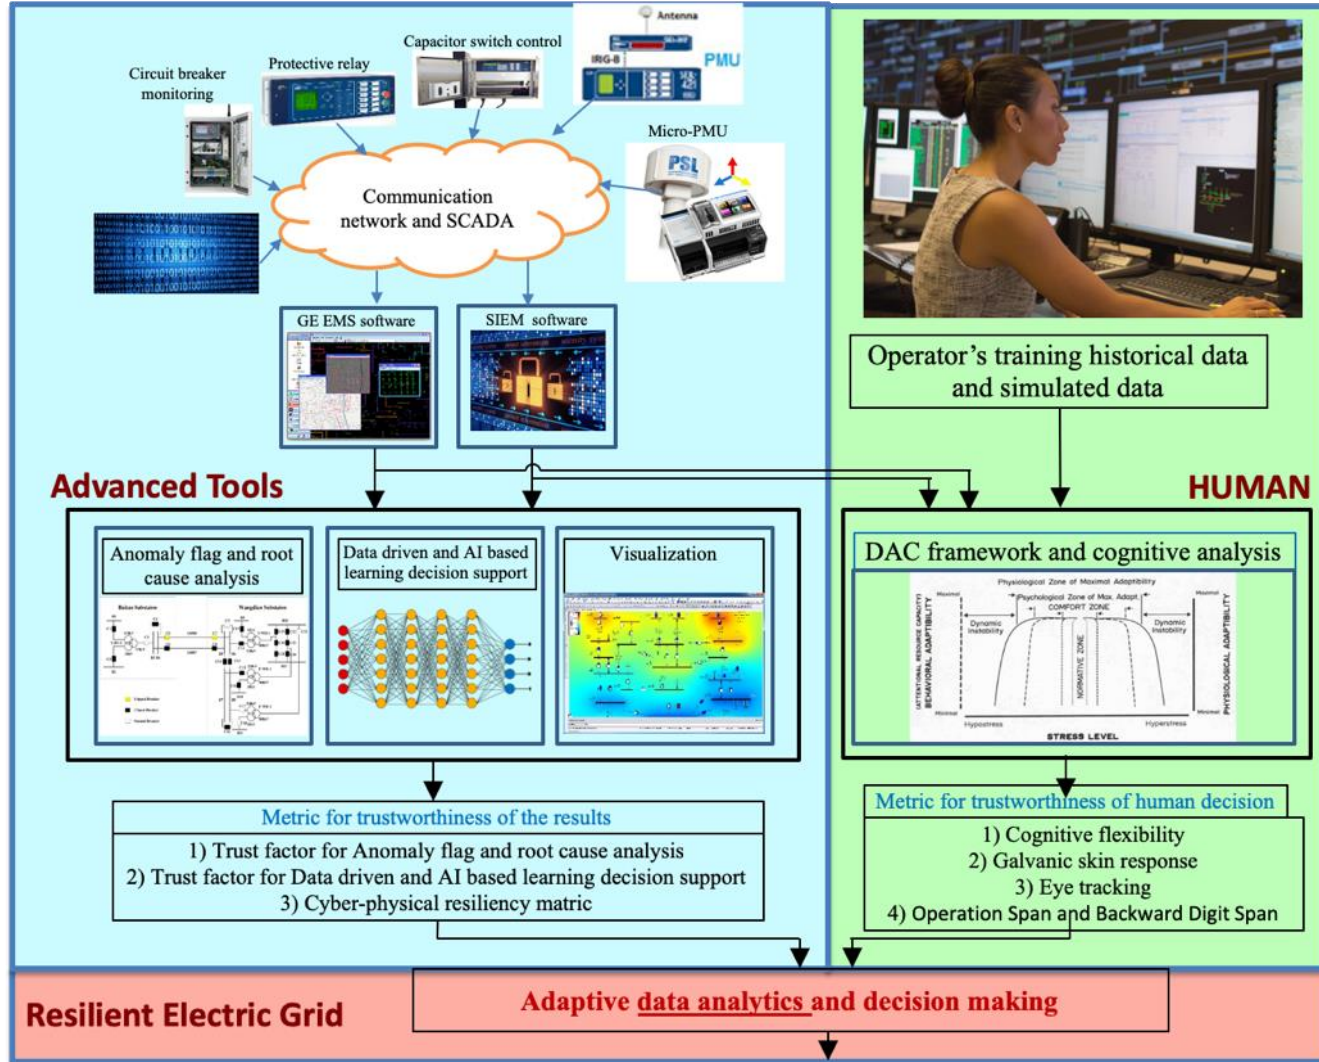 Antenna
Capacitor switch control
IRIG-B
PMU
Protective relay
Circuit breaker
monitoring
Micro-PMU
PSL
Communication
network and SCADA
GE EMS software
SIEM software
Operator's training historical data
and simulated data
Advanced Tools
HUMAN
Anomaly flag and root
cause analysis
Data driven and AI based
learning decision support
Visualization
DAC framework and cognitive analysis
Physiological Zone of Maximal Adaptibility
Psychological Zone of Max. Adapt.
COMFORT ZONE
Maximal
Maximal
Dynamic
Instability
Dynamic
Instability
NORMATIVE ZONE
(ATTENTIONAL RESOURCE CAPACITY)
BEHAVIORAL ADAPTIBILITY
PHYSIOLOGICAL ADAPTIBILITY
Minimal
Minimal
Hypostress
Hyperstress
STRESS LEVEL
Metric for trustworthiness of the results
1) Trust factor for Anomaly flag and root cause analysis
2) Trust factor for Data driven and AI based learning decision support
3) Cyber-physical resiliency matric
Metric for trustworthiness of human decision
1) Cognitive flexibility
2) Galvanic skin response
3) Eye tracking
4) Operation Span and Backward Digit Span
Resilient Electric Grid
Adaptive data analytics and decision making